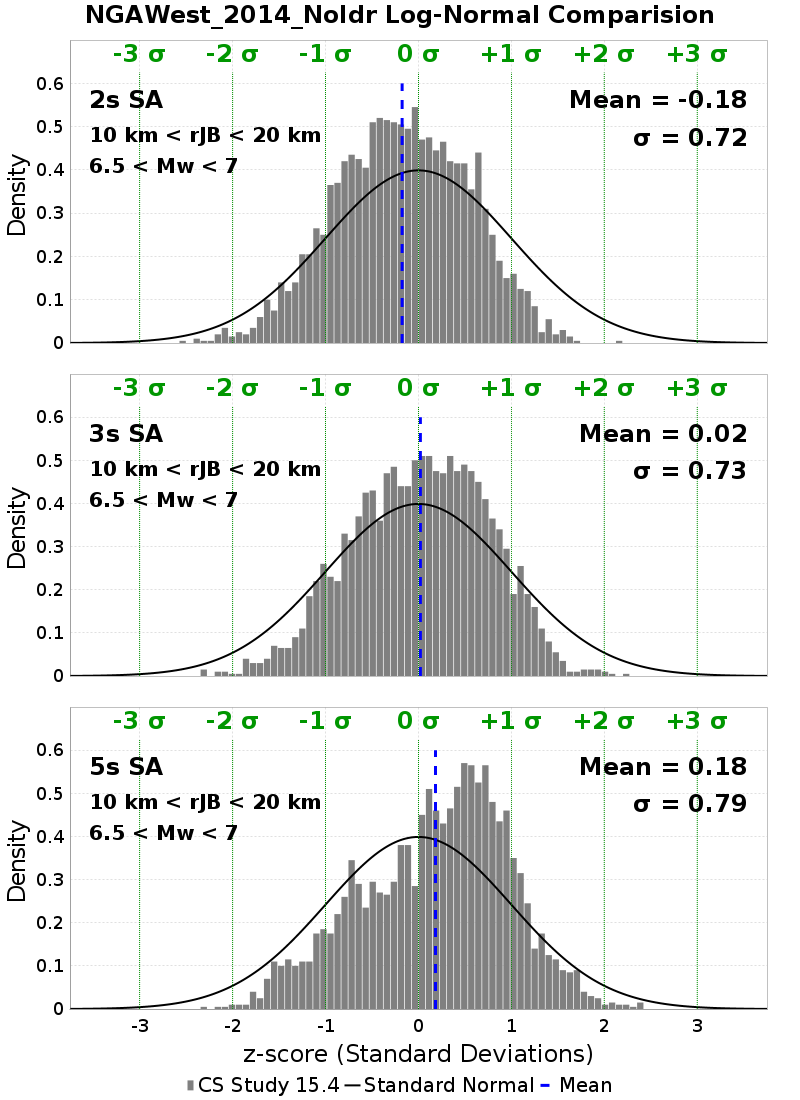 NGAWest_2014_NoIdr Log-Normal Comparision
-3 σ -2 σ -1 σ 0 σ +1 σ +2 σ +3 σ
0.6
2s SA Mean = -0.18
0.5
10 km < rJB < 20 km σ = 0.72
6.5 < Mw < 7
0.4
0.3
0.2
0.1
0
Density
-3 σ -2 σ -1 σ 0 σ +1 σ +2 σ +3 σ
0.6
3s SA Mean = 0.02
0.5
10 km < rJB < 20 km σ = 0.73
6.5 < Mw < 7
0.4
0.3
0.2
0.1
0
Density
-3 σ -2 σ -1 σ 0 σ +1 σ +2 σ +3 σ
0.6
5s SA Mean = 0.18
0.5
10 km < rJB < 20 km σ = 0.79
6.5 < Mw < 7
0.4
0.3
0.2
0.1
0
Density
-3 -2 -1 0 1 2 3
z-score (Standard Deviations)
CS Study 15.4 Standard Normal Mean